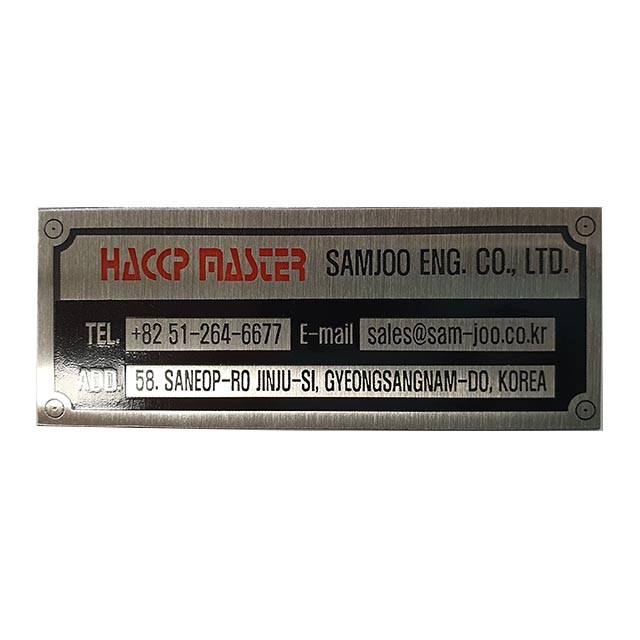 HACCP MASTER SAMJOO ENG. CO., LTD.
TEL. +82 51-264-6677 E-mail sales@sam-joo.co.kr
ADD. 58. SANEOP-RO JINJU-SI, GYEONGSANGNAM-DO, KOREA